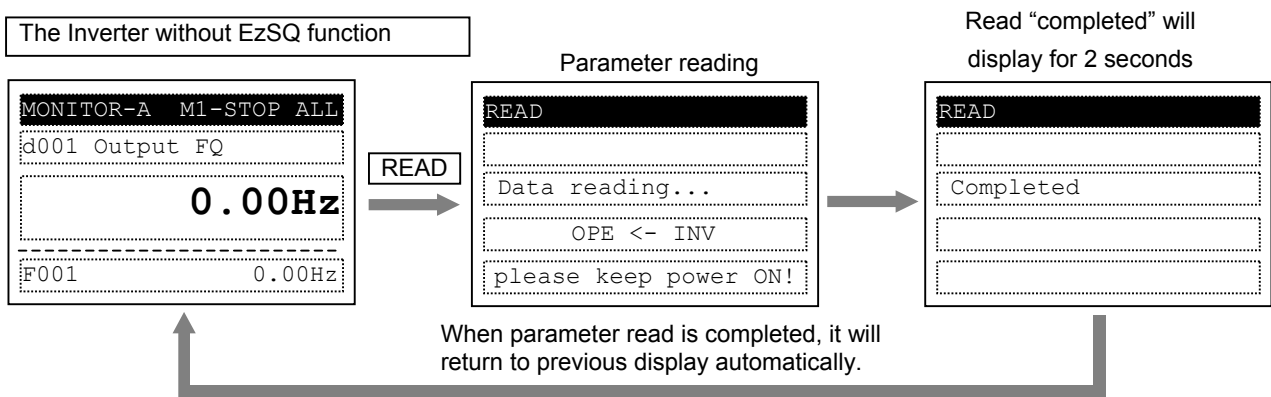 The Inverter without EzSQ function
MONITOR-A M1-STOP ALL
d001 Output FQ
0.00Hz
F001 0.00Hz
READ
Parameter reading
READ
Data reading...
OPE <- INV
please keep power ON!
Read “completed” will
display for 2 seconds
READ
Completed
When parameter read is completed, it will
return to previous display automatically.